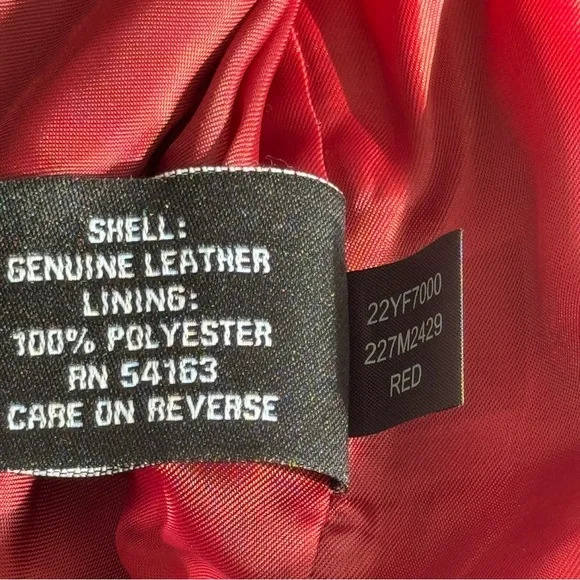 SHELL:
GENUINE LEATHER
LINING:
100% POLYESTER
RN 54163
CARE ON REVERSE
22YF7000
227M2429
RED